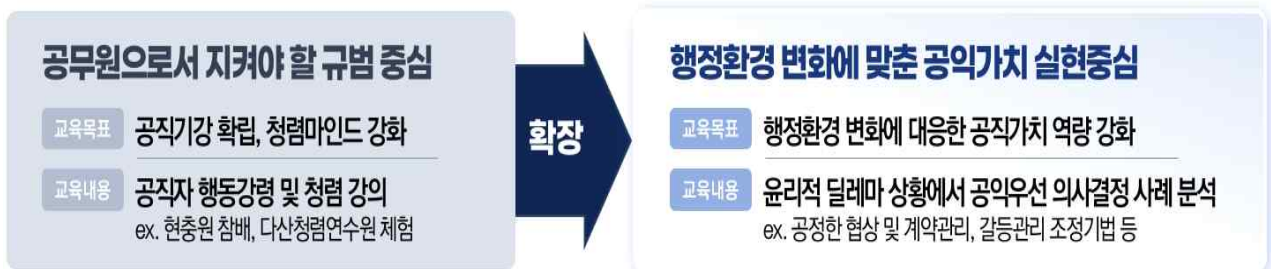 공무원으로서 지켜야 할 규범 중심
교육목표 공직기강 확립, 청렴마인드 강화
교육내용 공직자 행동강령 및 청렴 강의
ex. 현충원 참배, 다산청렴연수원 체험
확장
행정환경 변화에 맞춘 공익가치 실현중심
교육목표 행정환경 변화에 대응한 공직가치 역량 강화
교육내용 윤리적 딜레마 상황에서 공익우선 의사결정 사례 분석
ex. 공정한 협상 및 계약관리, 갈등관리 조정기법 등